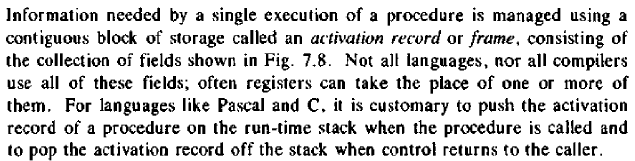 Information needed by a single execution of a procedure is managed using a
contiguous block of storage called an activation record or frame, consisting of
the collection of fields shown in Fig. 7.8. Not all languages, nor all compilers
use all of these fields; often registers can take the place of one or more of
them. For languages like Pascal and C, it is customary to push the activation
record of a procedure on the run-time stack when the procedure is called and
to pop the activation record off the stack when control returns to the caller.